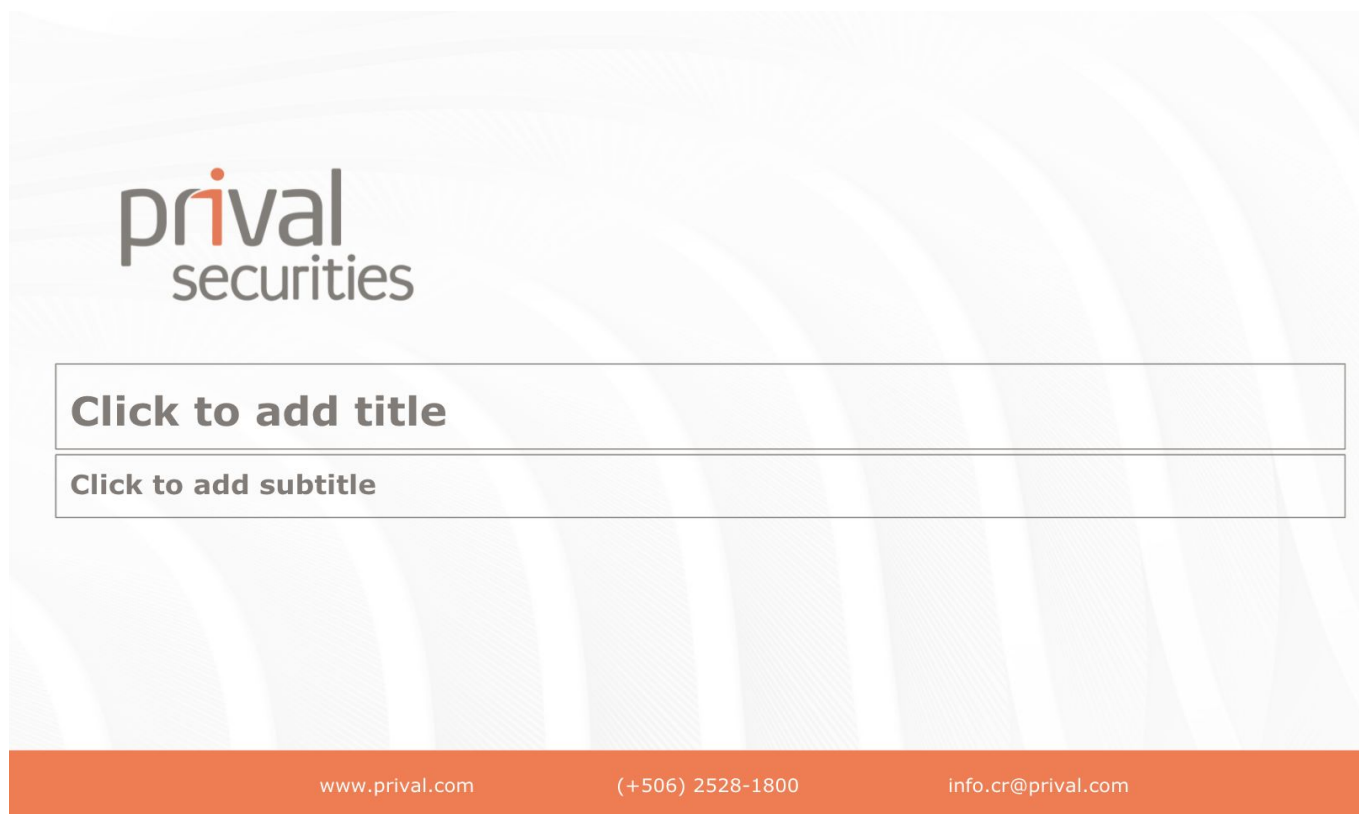 prival
securities
Click to add title
Click to add subtitle
www.prival.com (+506) 2528-1800 info.cr@prival.com